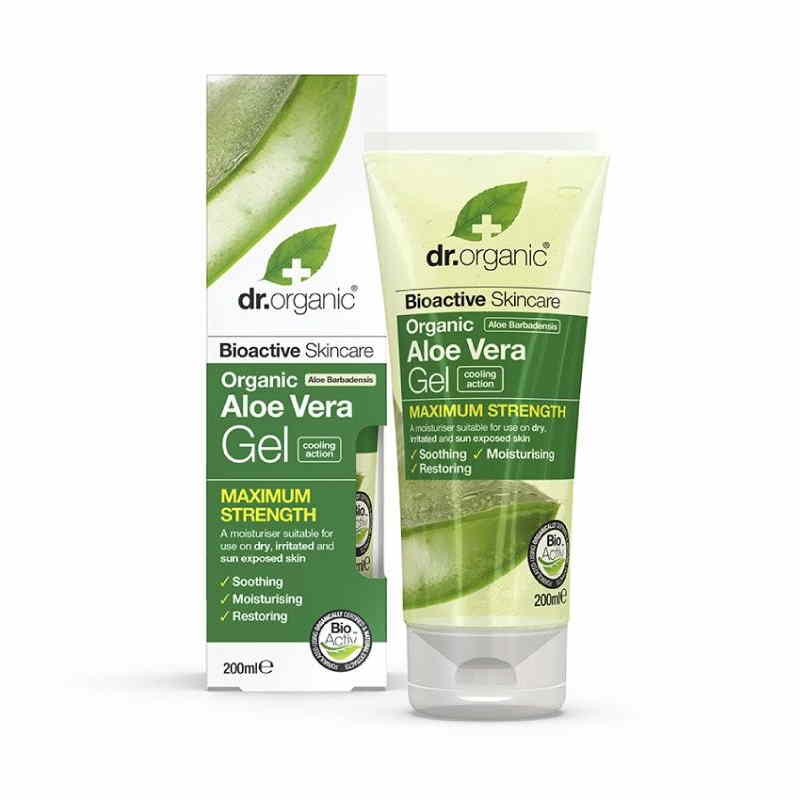 dr.organic®
Bioactive Skincare
Organic Aloe Barbadensis
Aloe Vera
Gel cooling
action
MAXIMUM
STRENGTH
A moisturiser suitable for
use on dry, irritated and
sun exposed skin
✓ Soothing
✓ Moisturising
✓ Restoring
Bio
Activ
200ml℮
dr.organic®
Bioactive Skincare
Organic Aloe Barbadensis
Aloe Vera
Gel cooling
action
MAXIMUM STRENGTH
A moisturiser suitable for use on dry,
irritated and sun exposed skin
✓ Soothing ✓ Moisturising
✓ Restoring
Bio
Activ
200ml℮